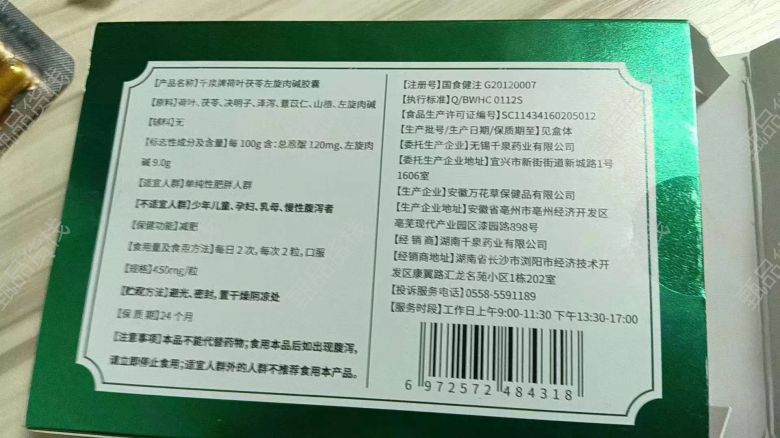 【产品名称】千泉牌荷叶茯苓左旋肉碱胶囊
【原料】荷叶、茯苓、决明子、泽泻、薏苡仁、山楂、左旋肉碱
【辅料】无
【标志性成分及含量】每100g含：总蒽醌 120mg、左旋肉
碱 9.0g
【适宜人群】单纯性肥胖人群
【不适宜人群】少年儿童、孕妇、乳母、慢性腹泻者
【保健功能】减肥
【食用量及食用方法】每日2次，每次2粒，口服
【规格】450mg/粒
【贮藏方法】避光、密封，置干燥阴凉处
【保 质 期】24个月
【注意事项】本品不能代替药物；食用本品后如出现腹泻，
请立即停止食用；适宜人群外的人群不推荐食用本产品。
【注册号】国食健注 G20120007
【执行标准】Q/BWHC 0112S
【食品生产许可证编号】SC11434160205012
【生产批号/生产日期/保质期至】见盒体
【委托生产企业】无锡千泉药业有限公司
【委托生产企业地址】宜兴市新街街道新城路1号
1606室
【生产企业】安徽万花草保健品有限公司
【生产企业地址】安徽省亳州市亳州经济开发区
亳芜现代产业园区漆园路898号
【经 销 商】湖南千泉药业有限公司
【经销商地址】湖南省长沙市浏阳市经济技术开
发区康翼路汇龙名苑小区1栋202室
【投诉服务电话】0558-5591189
【服务时段】工作日上午9:00-11:30 下午13:30-17:00
6 972572 484318